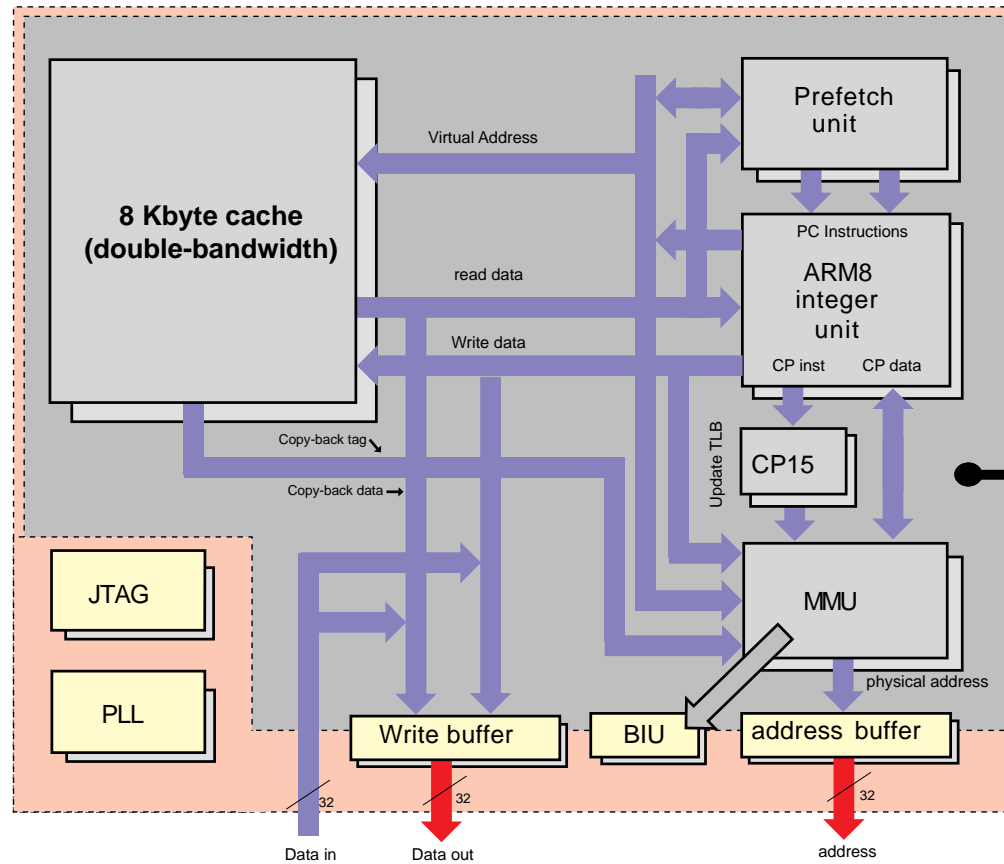 Prefetch
unit
Virtual Address
8 Kbyte cache
(double-bandwidth)
PC Instructions
ARM8
integer
unit
read data
Write data
CP inst
CP data
Copy-back tag
Update TLB
CP15
Copy-back data
JTAG
MMU
physical address
PLL
Write buffer
BIU
address buffer
32
32
32
Data in
Data out
address